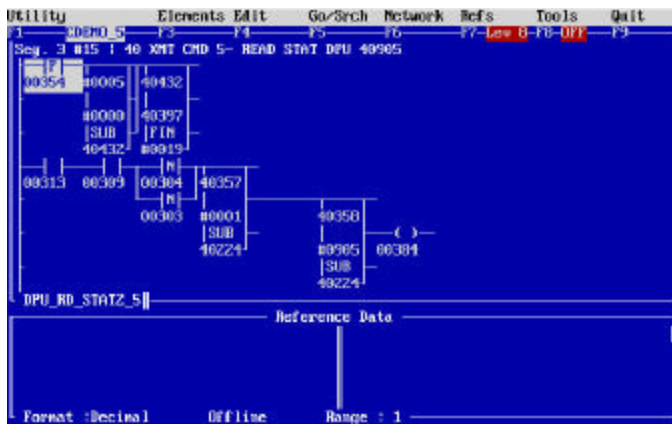 Utility Elements Edit Go/Srch Network Refs Tools Quit
F1 CDEMO_5 F3 F4 F5 F6 F7-Lev 8-F8-OFF F9
Seg. 3 #15 | 40 XMT CMD 5- READ STAT DPU 40905
P
00354 #0005 40432
#0000 40397
SUB FIN
40432 #0019
N
00313 00309 00304 40357
N
00303 #0001 40358
SUB ( )
40224 #0905 00384
SUB
40224
DPU_RD_STATZ_5
Reference Data
Format :Decimal Offline Range : 1